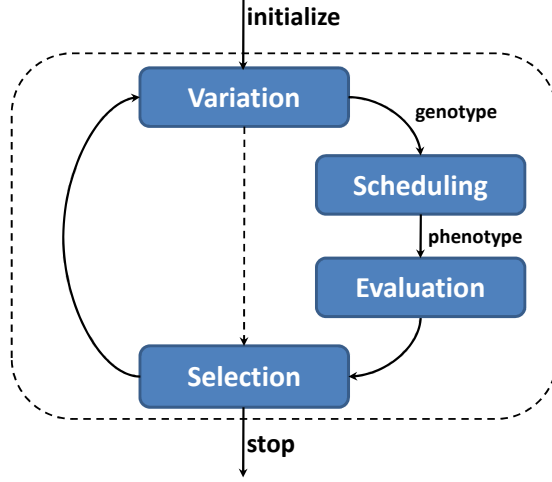 initialize
Variation
genotype
Scheduling
phenotype
Evaluation
Selection
stop